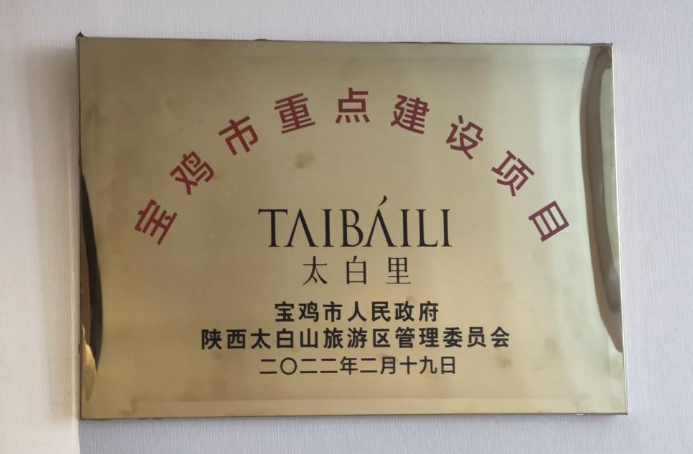 宝鸡市重点建设项目
TAIBÁILI
太白里
宝鸡市人民政府
陕西太白山旅游区管理委员会
二〇二二年二月十九日